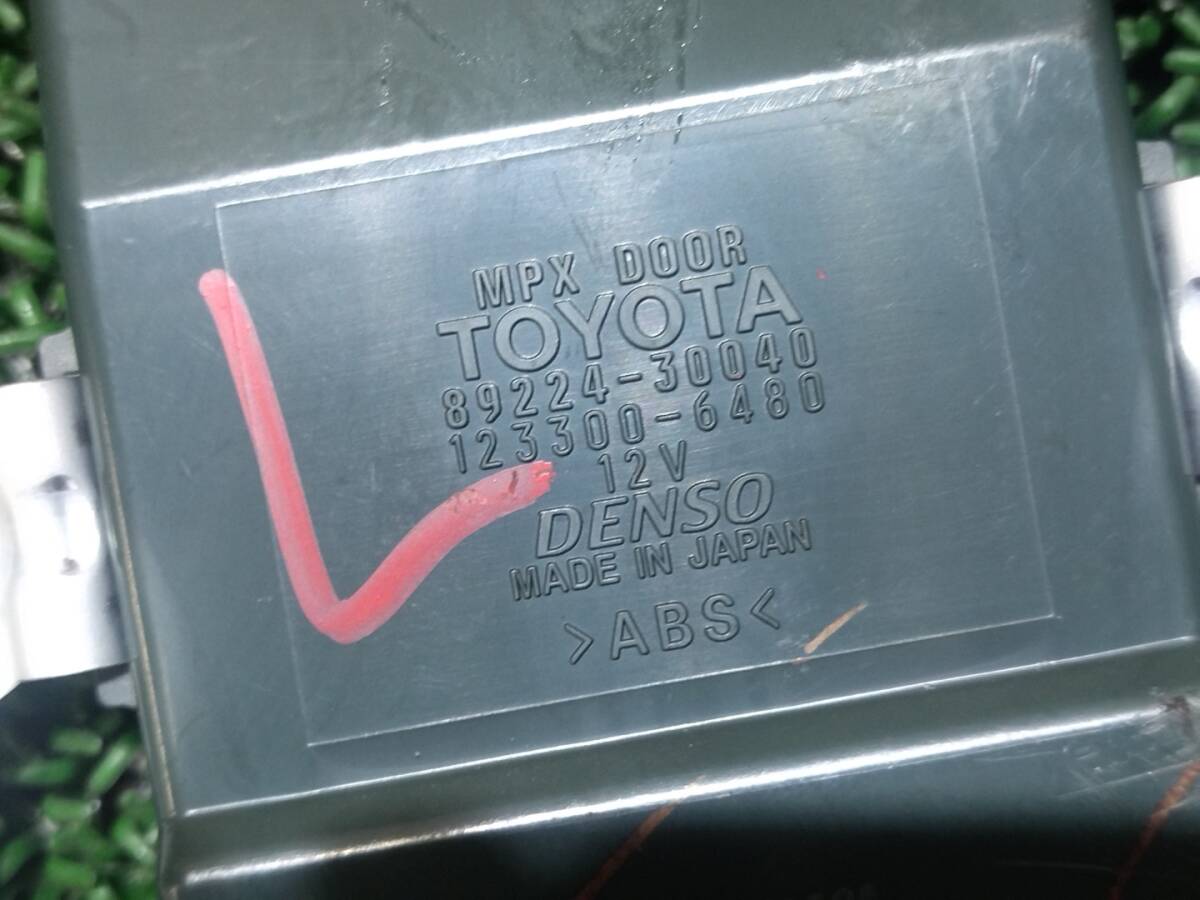 MPX DOOR
TOYOTA
89224-30040
123300-6480
12V
DENSO
MADE IN JAPAN
>ABS<
L